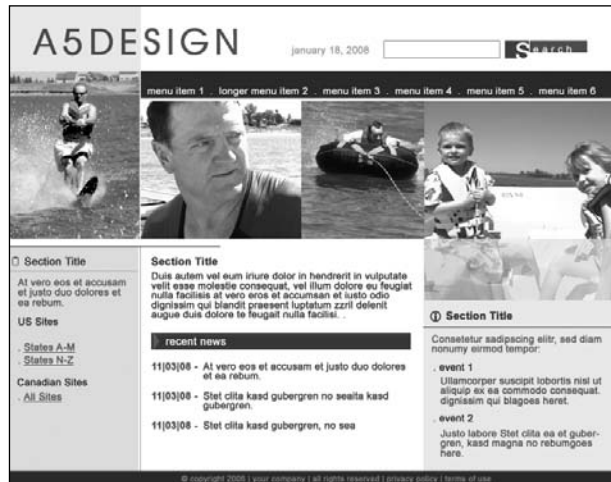 A5DESIGN
january 18, 2008
Search
menu item 1 . longer menu item 2 . menu item 3 . menu item 4 . menu item 5 . menu item 6
Section Title
At vero eos et accusam
et justo duo dolores et
ea rebum.
US Sites
. States A-M
. States N-Z
Canadian Sites
. All Sites
Section Title
Duis autem vel eum iriure dolor in hendrerit in vulputate
velit esse molestie consequat, vel illum dolore eu feugiat
nulla facilisis at vero eros et accumsan et iusto odio
dignissim qui blandit praesent luptatum zzril delenit
augue duis dolore te feugait nulla facilisi. .
recent news
11|03|08 - At vero eos et accusam et justo duo dolores
et ea rebum.
11|03|08 - Stet clita kasd gubergren no seaita kasd
gubergren.
11|03|08 - Stet clita kasd gubergren, no sea
Section Title
Consetetur sadipscing elitr, sed diam
nonumy eirmod tempor:
. event 1
Ullamcorper suscipit lobortis nisl ut
aliquip ex ea commodo consequat.
dignissim qui blagoes heret.
. event 2
Justo labore Stet clita ea et guber-
gren, kasd magna no rebumgoes
here.
© copyright 2008 | your company | all rights reserved | privacy policy | terms of use